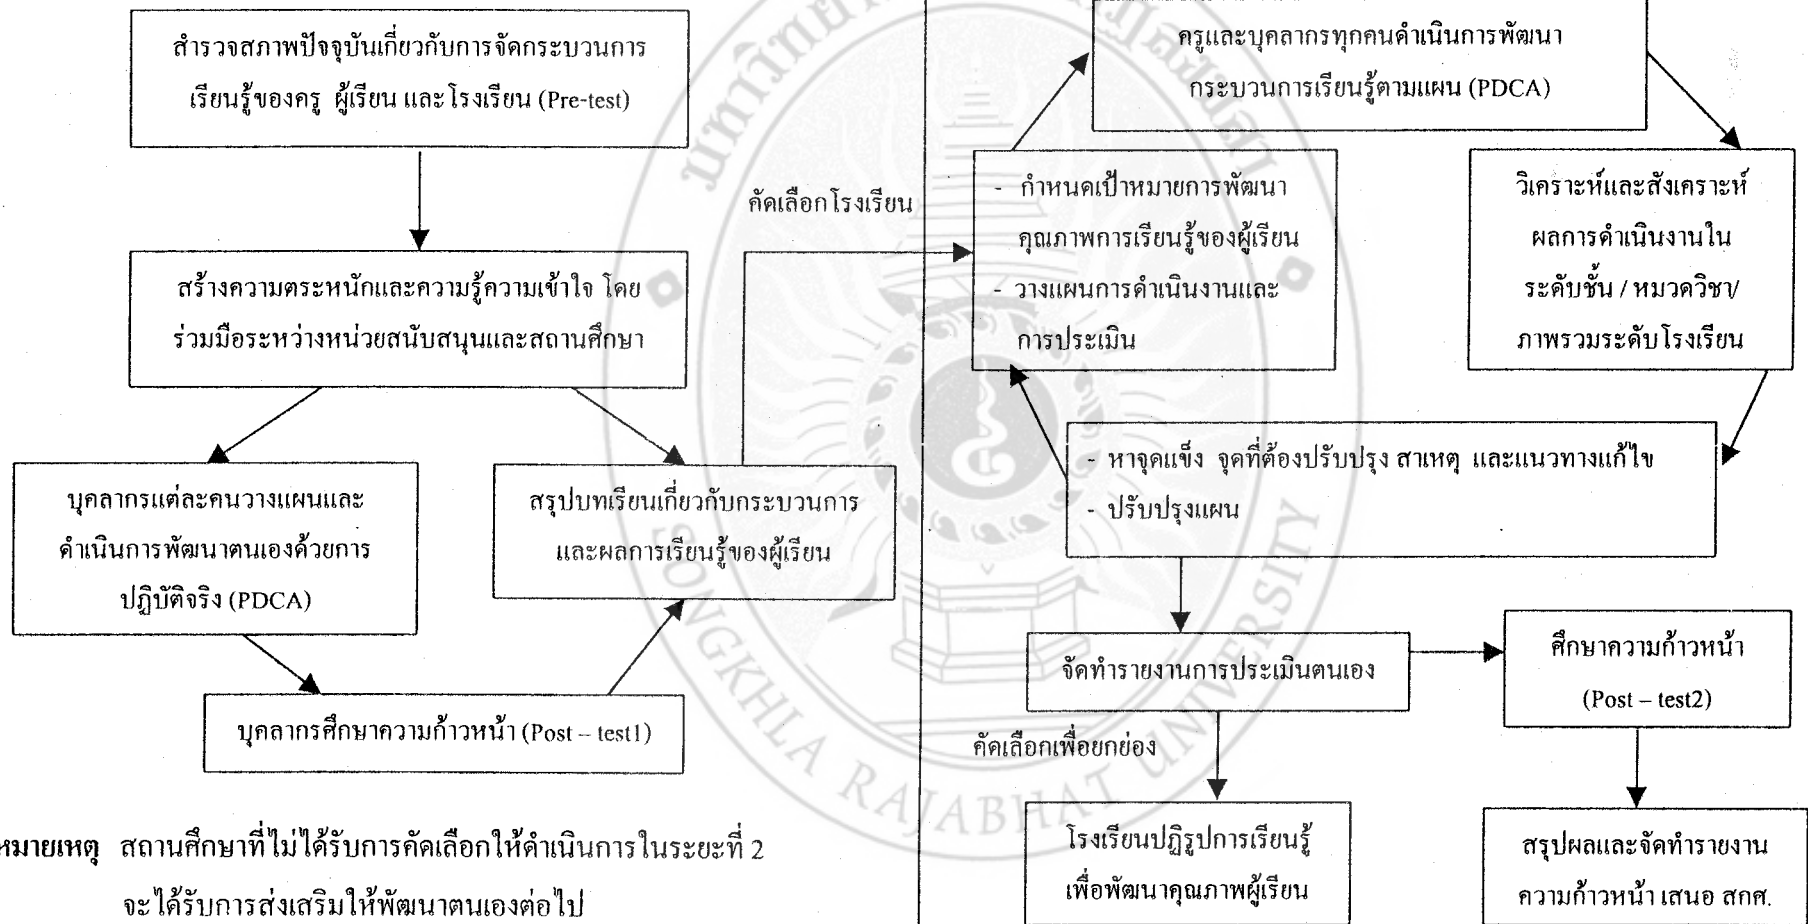 สำรวจสภาพปัจจุบันเกี่ยวกับการจัดกระบวนการ
เรียนรู้ของครู ผู้เรียน และโรงเรียน (Pre-test)
สร้างความตระหนักและความรู้ความเข้าใจ โดย
ร่วมมือระหว่างหน่วยสนับสนุนและสถานศึกษา
บุคลากรแต่ละคนวางแผนและ
ดำเนินการพัฒนาตนเองด้วยการ
ปฏิบัติจริง (PDCA)
สรุปบทเรียนเกี่ยวกับกระบวนการ
และผลการเรียนรู้ของผู้เรียน
บุคลากรศึกษาความก้าวหน้า (Post – test1)
หมายเหตุ สถานศึกษาที่ไม่ได้รับการคัดเลือกให้ดำเนินการในระยะที่ 2
จะได้รับการส่งเสริมให้พัฒนาตนเองต่อไป
คัดเลือกโรงเรียน
ครูและบุคลากรทุกคนดำเนินการพัฒนา
กระบวนการเรียนรู้ตามแผน (PDCA)
- กำหนดเป้าหมายการพัฒนา
คุณภาพการเรียนรู้ของผู้เรียน
- วางแผนการดำเนินงานและ
การประเมิน
วิเคราะห์และสังเคราะห์
ผลการดำเนินงานใน
ระดับชั้น / หมวดวิชา/
ภาพรวมระดับโรงเรียน
- หาจุดแข็ง จุดที่ต้องปรับปรุง สาเหตุ และแนวทางแก้ไข
- ปรับปรุงแผน
จัดทำรายงานการประเมินตนเอง
ศึกษาความก้าวหน้า
(Post – test2)
คัดเลือกเพื่อยกย่อง
โรงเรียนปฏิรูปการเรียนรู้
เพื่อพัฒนาคุณภาพผู้เรียน
สรุปผลและจัดทำรายงาน
ความก้าวหน้า เสนอ สกศ.
SONGKHLA RAJABHAT UNIVERSITY